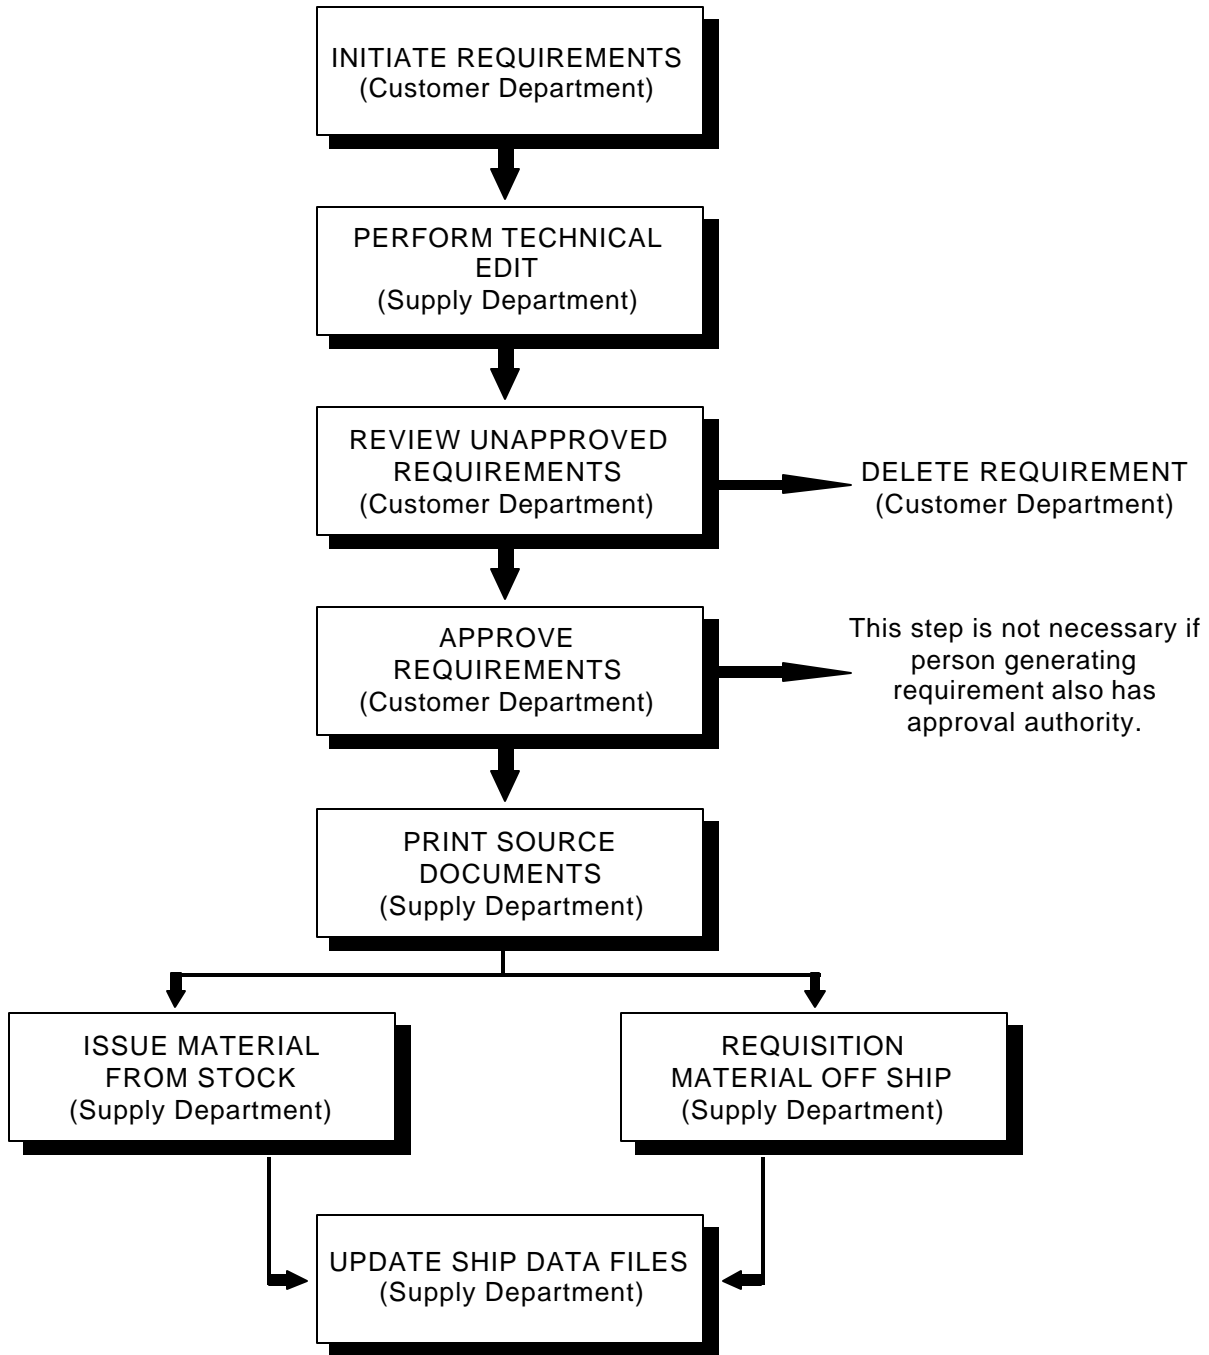 INITIATE REQUIREMENTS
(Customer Department)
PERFORM TECHNICAL
EDIT
(Supply Department)
REVIEW UNAPPROVED
REQUIREMENTS
(Customer Department)
DELETE REQUIREMENT
(Customer Department)
APPROVE
REQUIREMENTS
(Customer Department)
This step is not necessary if
person generating
requirement also has
approval authority.
PRINT SOURCE
DOCUMENTS
(Supply Department)
ISSUE MATERIAL
FROM STOCK
(Supply Department)
REQUISITION
MATERIAL OFF SHIP
(Supply Department)
UPDATE SHIP DATA FILES
(Supply Department)